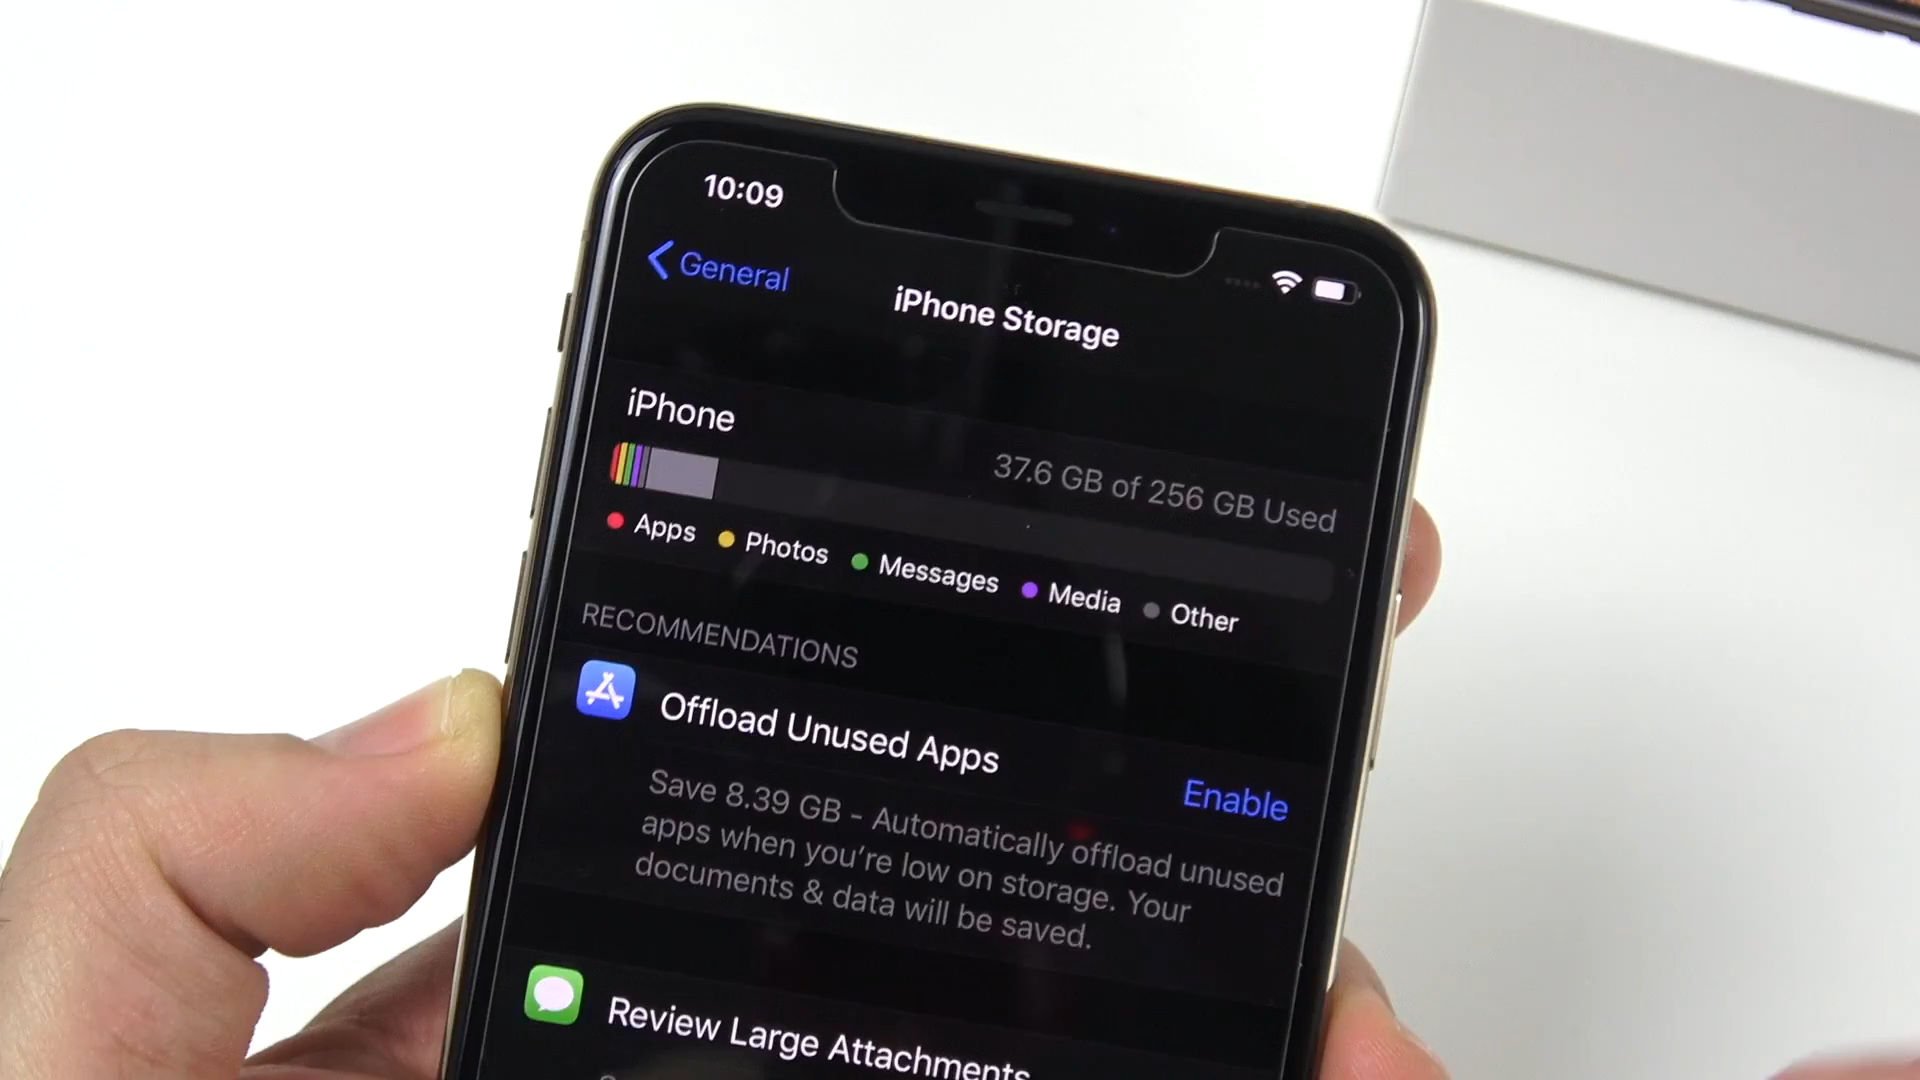 10:09
General
iPhone Storage
iPhone
37.6 GB of 256 GB Used
Apps Photos Messages Media Other
RECOMMENDATIONS
Offload Unused Apps
Enable
Save 8.39 GB - Automatically offload unused
apps when you're low on storage. Your
documents & data will be saved.
Review Large Attachments